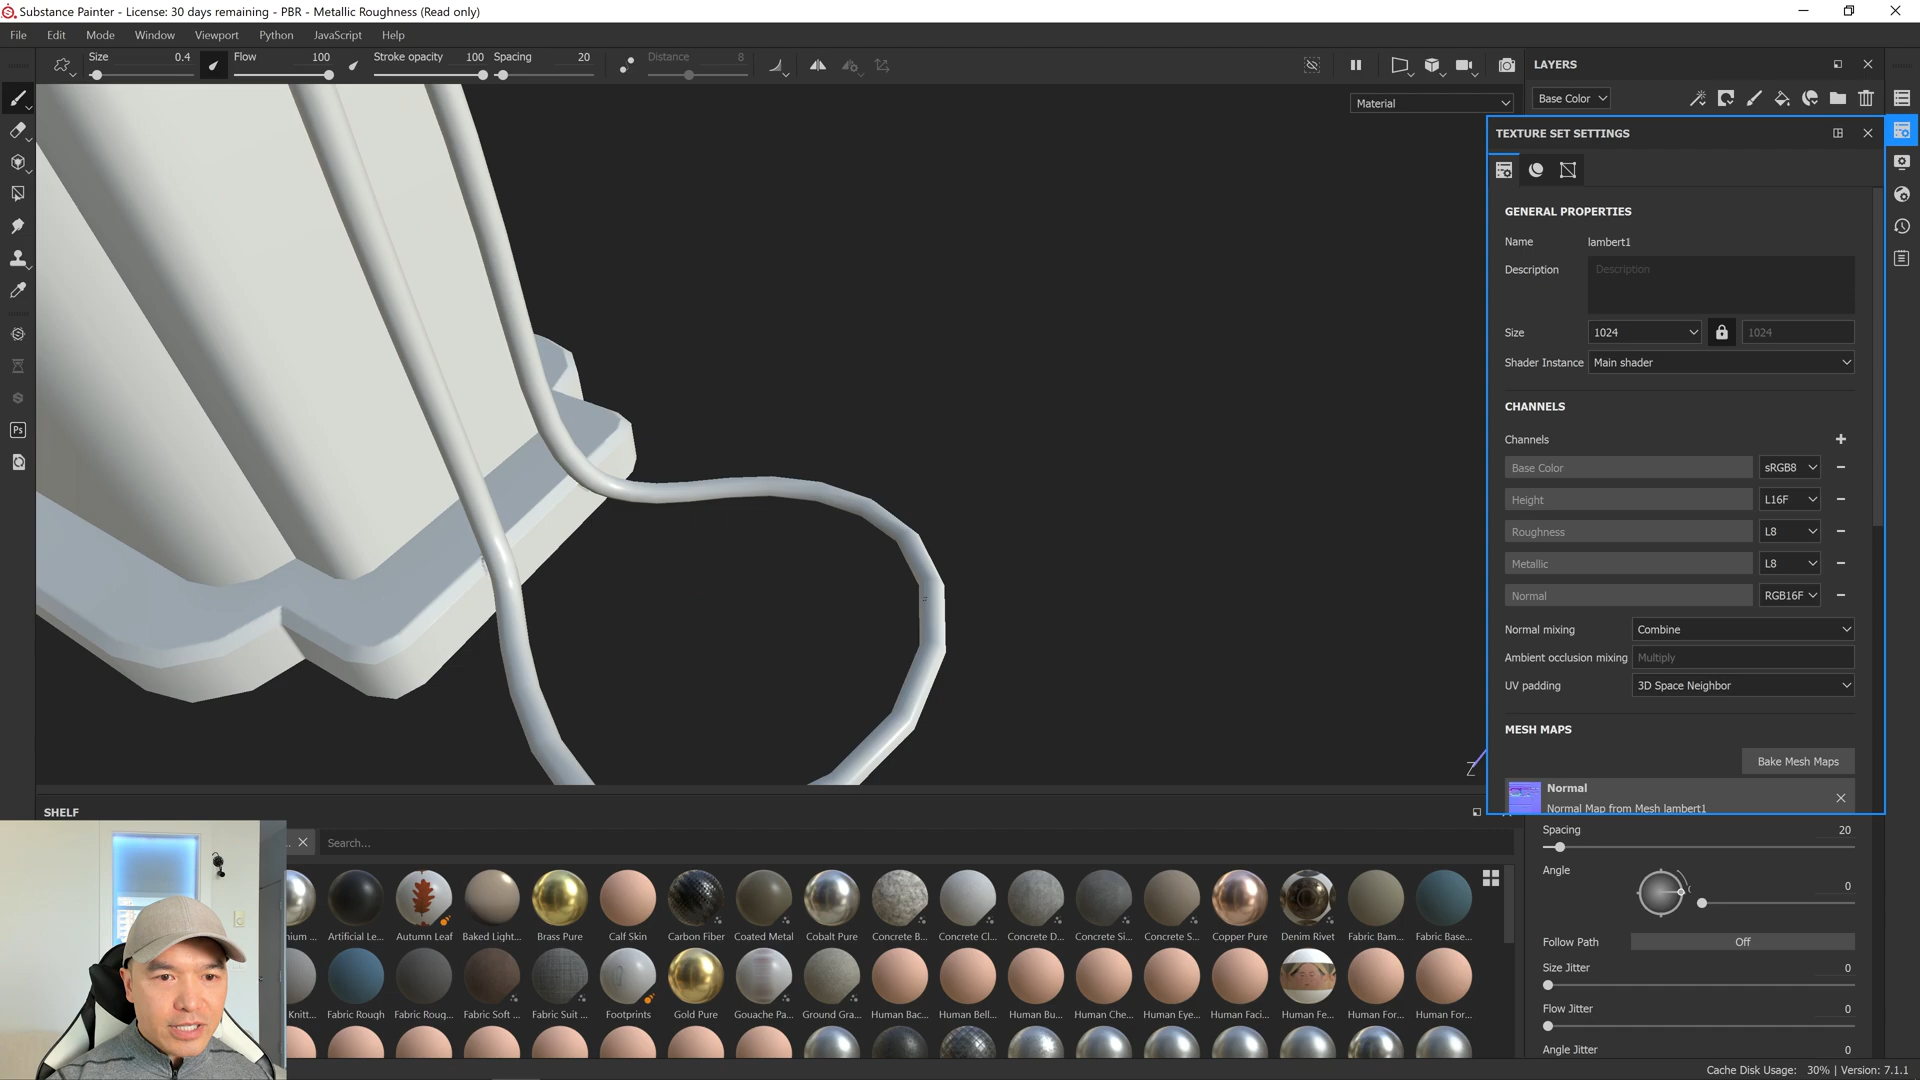 Substance Painter - License: 30 days remaining - PBR - Metallic Roughness (Read only)
File Edit Mode Window Viewport Python JavaScript Help
Size 0.4 Flow 100 Stroke opacity 100 Spacing 20 Distance 8
Material
LAYERS
Base Color
TEXTURE SET SETTINGS
GENERAL PROPERTIES
Name lambert1
Description Description
Size 1024 1024
Shader Instance Main shader
CHANNELS
Channels
Base Color sRGB8
Height L16F
Roughness L8
Metallic L8
Normal RGB16F
Normal mixing Combine
Ambient occlusion mixing Multiply
UV padding 3D Space Neighbor
MESH MAPS
Bake Mesh Maps
Normal
Normal Map from Mesh lambert1
Ps
Z
SHELF
Search...
Spacing 20
Angle 0
Follow Path Off
Size Jitter 0
Flow Jitter 0
Angle Jitter 0
nium ... Artificial Le... Autumn Leaf Baked Light... Brass Pure Calf Skin Carbon Fiber Coated Metal Cobalt Pure Concrete B... Concrete Cl... Concrete D... Concrete Si... Concrete S... Copper Pure Denim Rivet Fabric Bam... Fabric Base...
Knitt... Fabric Rough Fabric Roug... Fabric Soft ... Fabric Suit ... Footprints Gold Pure Gouache Pa... Ground Gra... Human Bac... Human Bell... Human Bu... Human Che... Human Eye... Human Faci... Human Fe... Human For... Human For...
Cache Disk Usage: 30% | Version: 7.1.1